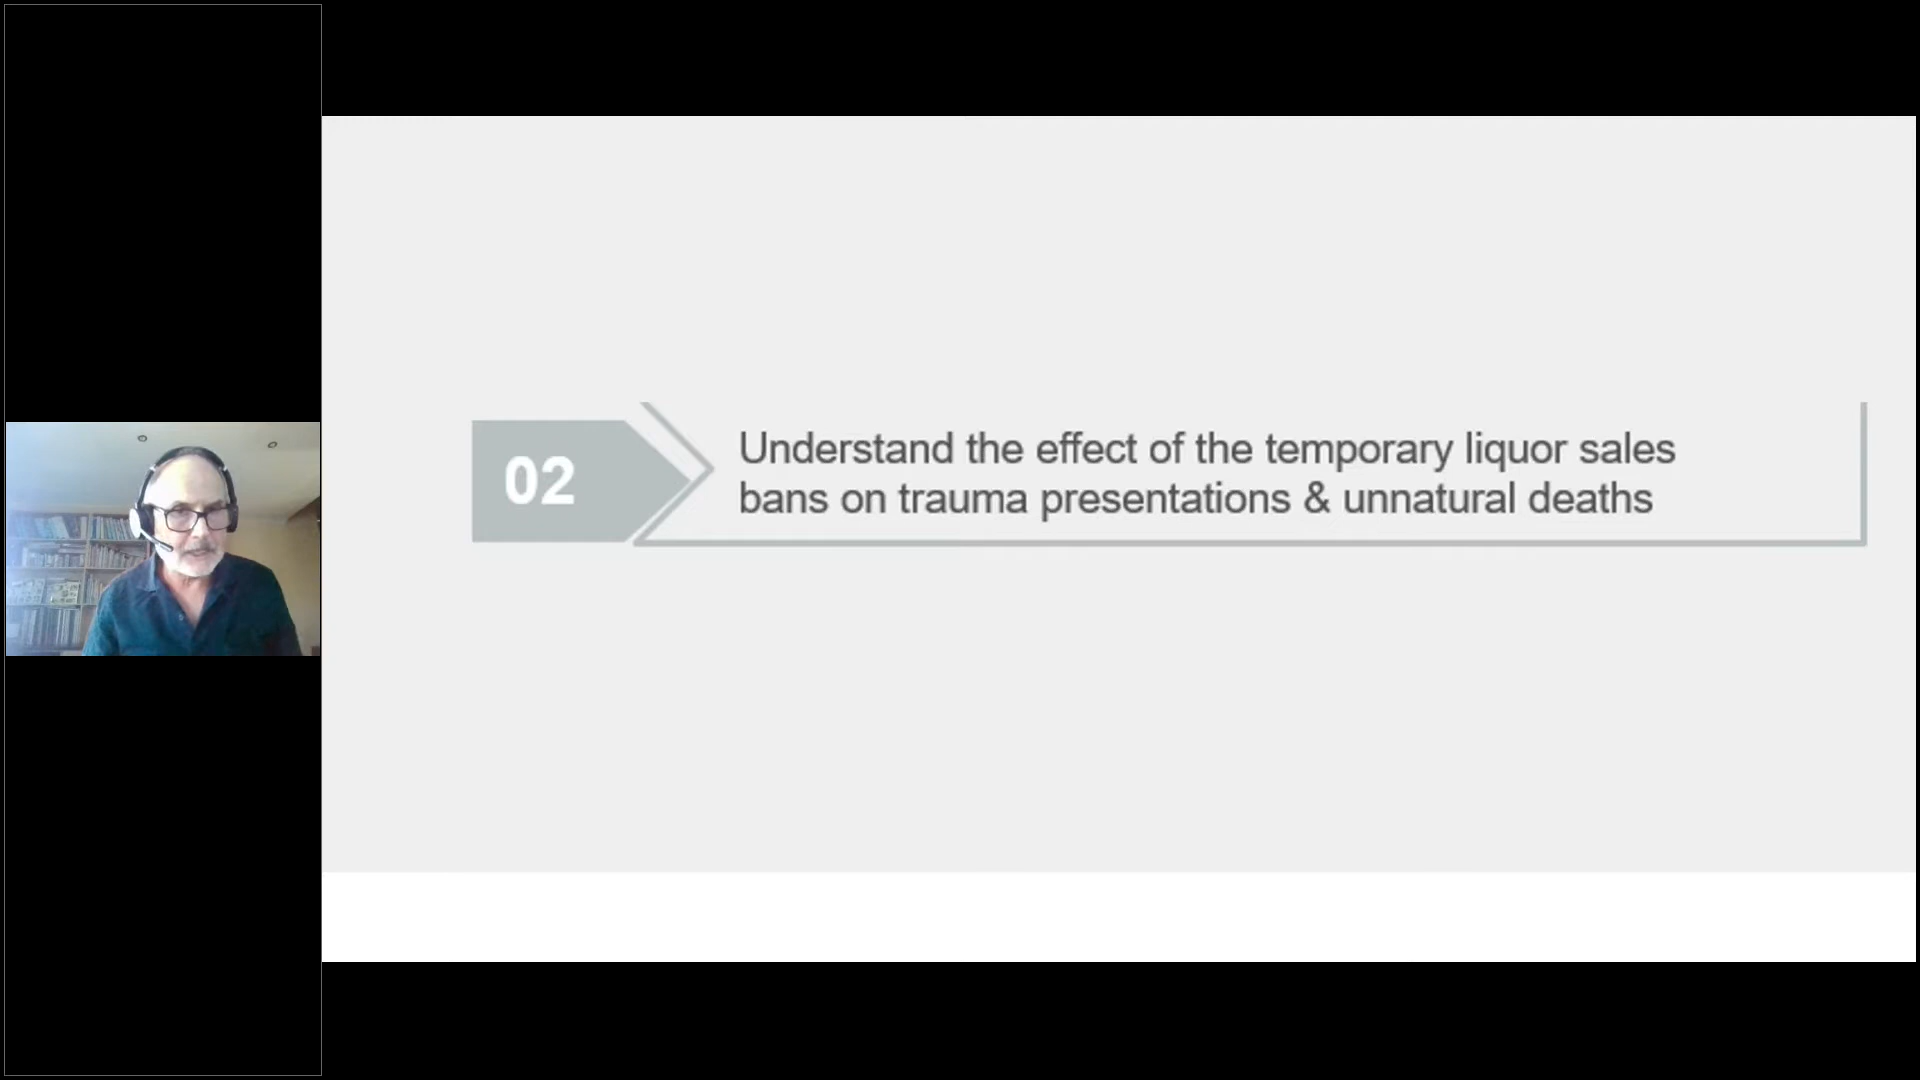 02
Understand the effect of the temporary liquor sales
bans on trauma presentations & unnatural deaths